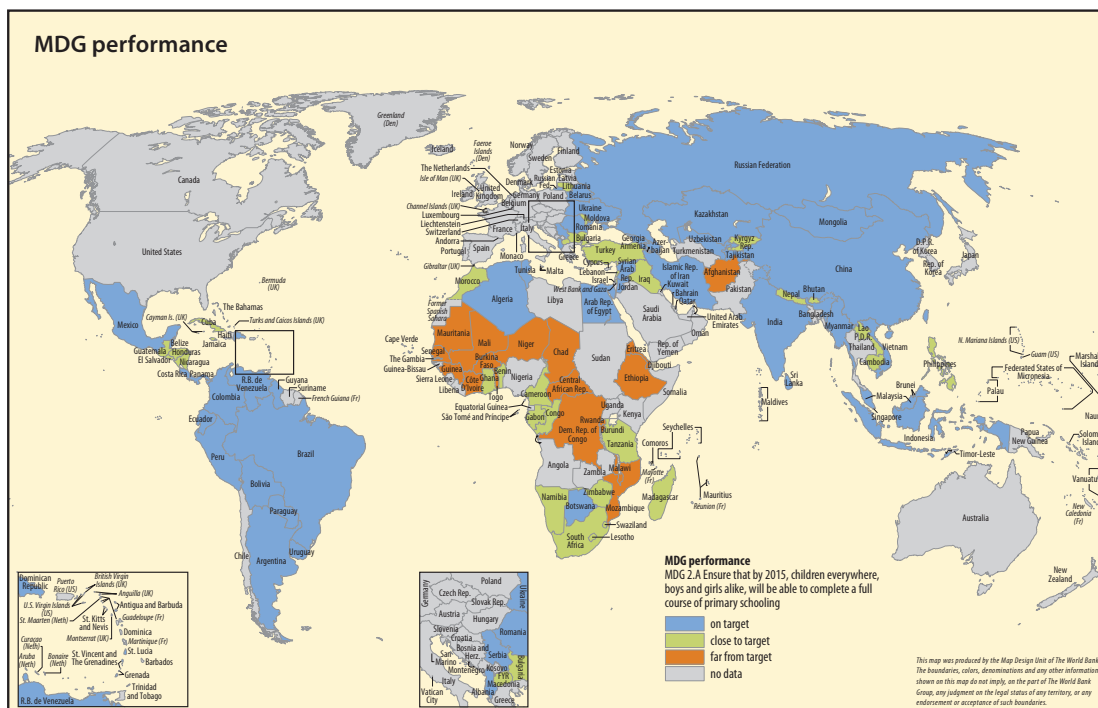 MDG performance
Greenland
(Den)
Iceland
Faeroe
Islands
(Den)
Norway
Sweden
Finland
The Netherlands
Isle of Man (UK)
Estonia
Latvia
Russian
Fed.
Lithuania
Denmark
United
Kingdom
Ireland
Germany
Poland
Belarus
Belgium
Channel Islands (UK)
Luxembourg
Liechtenstein
Switzerland
France
Italy
Ukraine
Moldova
Romania
Bulgaria
Andorra
Portugal
Spain
Monaco
Greece
Gibraltar (UK)
Malta
Russian Federation
Canada
United States
Kazakhstan
Mongolia
Georgia
Armenia
Azer-
baijan
Uzbekistan
Turkmenistan
Kyrgyz
Rep.
Tajikistan
Turkey
Cyprus
Lebanon
Israel
West Bank and Gaza
Syrian
Arab
Rep.
Jordan
Iraq
Islamic Rep.
of Iran
Kuwait
Bahrain
Qatar
Afghanistan
Pakistan
China
D.P.R.
of Korea
Rep. of
Korea
Japan
Nepal
Bhutan
Bangladesh
India
Myanmar
Lao
P.D.R.
Thailand
Vietnam
Cambodia
Philippines
N. Mariana Islands (US)
Guam (US)
Marshall
Islands
Federated States of
Micronesia
Palau
Nauru
Sri
Lanka
Maldives
Brunei
Malaysia
Singapore
Indonesia
Papua
New Guinea
Solomon
Islands
Timor-Leste
Vanuatu
New
Caledonia
(Fr)
Australia
New
Zealand
Saudi
Arabia
United Arab
Emirates
Oman
Rep. of
Yemen
Morocco
Tunisia
Algeria
Libya
Arab Rep.
of Egypt
Former
Spanish
Sahara
Mauritania
Mali
Niger
Chad
Sudan
Eritrea
Djibouti
Ethiopia
Somalia
Cape Verde
Senegal
The Gambia
Guinea-Bissau
Guinea
Sierra Leone
Liberia
Burkina
Faso
Côte
D'Ivoire
Ghana
Togo
Benin
Nigeria
Cameroon
Central
African Rep.
Equatorial Guinea
São Tomé and Príncipe
Gabon
Congo
Dem. Rep. of
Congo
Uganda
Kenya
Rwanda
Burundi
Tanzania
Seychelles
Comoros
Mayotte
(Fr)
Angola
Zambia
Malawi
Zimbabwe
Mozambique
Madagascar
Mauritius
Réunion (Fr)
Namibia
Botswana
Swaziland
Lesotho
South
Africa
Bermuda
(UK)
Mexico
Cayman Is. (UK)
The Bahamas
Cuba
Turks and Caicos Islands (UK)
Haiti
Jamaica
Belize
Guatemala
Honduras
El Salvador
Nicaragua
Costa Rica
Panama
R.B. de
Venezuela
Guyana
Suriname
French Guiana (Fr)
Colombia
Ecuador
Peru
Brazil
Bolivia
Paraguay
Chile
Argentina
Uruguay
Dominican
Republic
Puerto
Rico (US)
British Virgin
Islands (UK)
Anguilla (UK)
U.S. Virgin Islands
(US)
St. Maarten (Neth)
St. Kitts
and Nevis
Antigua and Barbuda
Guadeloupe (Fr)
Montserrat (UK)
Dominica
Martinique (Fr)
St. Lucia
Barbados
St. Vincent and
The Grenadines
Grenada
Trinidad
and Tobago
Curaçao
(Neth)
Aruba
(Neth)
Bonaire
(Neth)
R.B. de Venezuela
Germany
Poland
Czech Rep.
Slovak Rep.
Ukraine
Austria
Hungary
Slovenia
Croatia
Romania
Bosnia and
Herz.
Serbia
San
Marino
Montenegro
Kosovo
Bulgaria
Italy
FYR
Macedonia
Vatican
City
Albania
Greece
MDG performance
MDG 2.A Ensure that by 2015, children everywhere,
boys and girls alike, will be able to complete a full
course of primary schooling
on target
close to target
far from target
no data
This map was produced by the Map Design Unit of The World Bank.
The boundaries, colors, denominations and any other information
shown on this map do not imply, on the part of The World Bank
Group, any judgment on the legal status of any territory, or any
endorsement or acceptance of such boundaries.